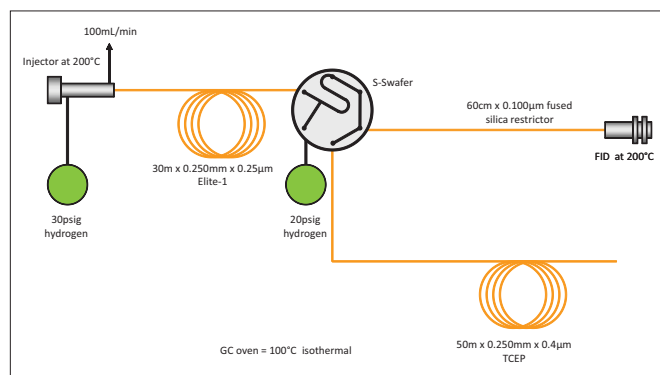 100mL/min
Injector at 200°C
S-Swafer
60cm x 0.100µm fused
silica restrictor
FID at 200°C
30m x 0.250mm x 0.25µm
Elite-1
30psig
hydrogen
20psig
hydrogen
GC oven = 100°C isothermal
50m x 0.250mm x 0.4µm
TCEP